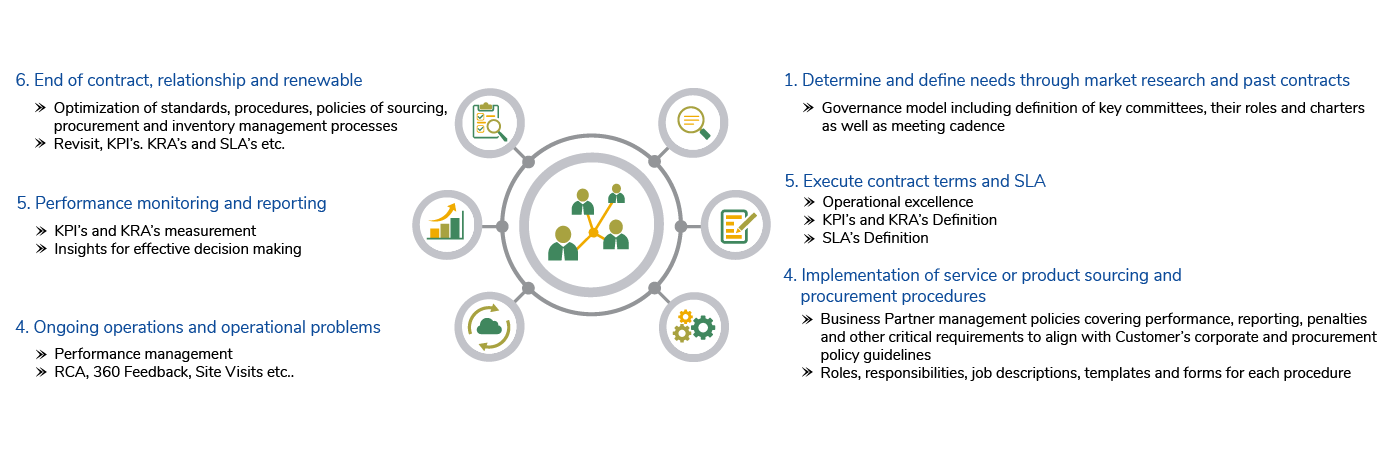 6. End of contract, relationship and renewable
» Optimization of standards, procedures, policies of sourcing,
procurement and inventory management processes
» Revisit, KPI's. KRA's and SLA's etc.
5. Performance monitoring and reporting
» KPI's and KRA's measurement
» Insights for effective decision making
4. Ongoing operations and operational problems
» Performance management
» RCA, 360 Feedback, Site Visits etc..
1. Determine and define needs through market research and past contracts
» Governance model including definition of key committees, their roles and charters
as well as meeting cadence
5. Execute contract terms and SLA
» Operational excellence
» KPI's and KRA's Definition
» SLA's Definition
4. Implementation of service or product sourcing and
procurement procedures
» Business Partner management policies covering performance, reporting, penalties
and other critical requirements to align with Customer's corporate and procurement
policy guidelines
» Roles, responsibilities, job descriptions, templates and forms for each procedure